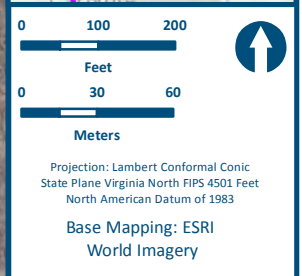 0 100 200
Feet
0 30 60
Meters
Projection: Lambert Conformal Conic
State Plane Virginia North FIPS 4501 Feet
North American Datum of 1983
Base Mapping: ESRI
World Imagery